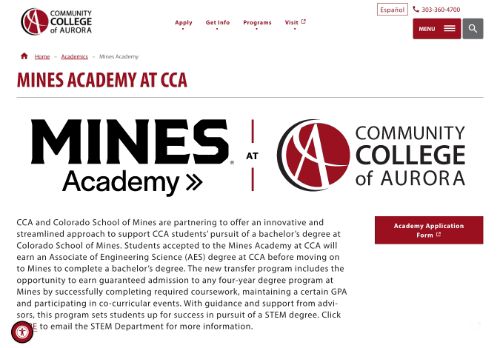 COMMUNITY
COLLEGE
OF AURORA
Español
303-360-4700
Apply
Get Info
Programs
Visit
MENU
Home – Academics – Mines Academy
MINES ACADEMY AT CCA
MINES
Academy
AT
COMMUNITY
COLLEGE
of AURORA
CCA and Colorado School of Mines are partnering to offer an innovative and
streamlined approach to support CCA students' pursuit of a bachelor's degree at
Colorado School of Mines. Students accepted to the Mines Academy at CCA will
earn an Associate of Engineering Science (AES) degree at CCA before moving on
to Mines to complete a bachelor's degree. The new transfer program includes the
opportunity to earn guaranteed admission to any four-year degree program at
Mines by successfully completing required coursework, maintaining a certain GPA
and participating in co-curricular events. With guidance and support from advi-
sors, this program sets students up for success in pursuit of a STEM degree. Click
to email the STEM Department for more information.
Academy Application
Form